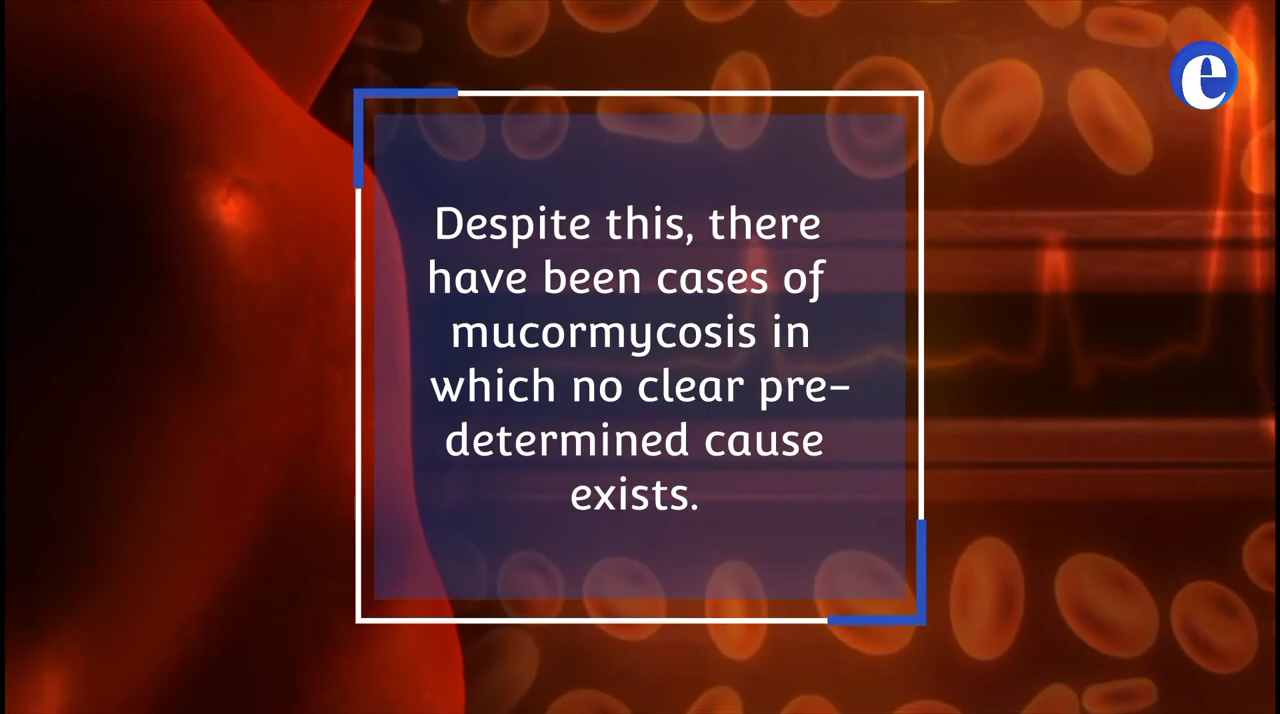 e
Despite this, there
have been cases of
mucormycosis in
which no clear pre-
determined cause
exists.